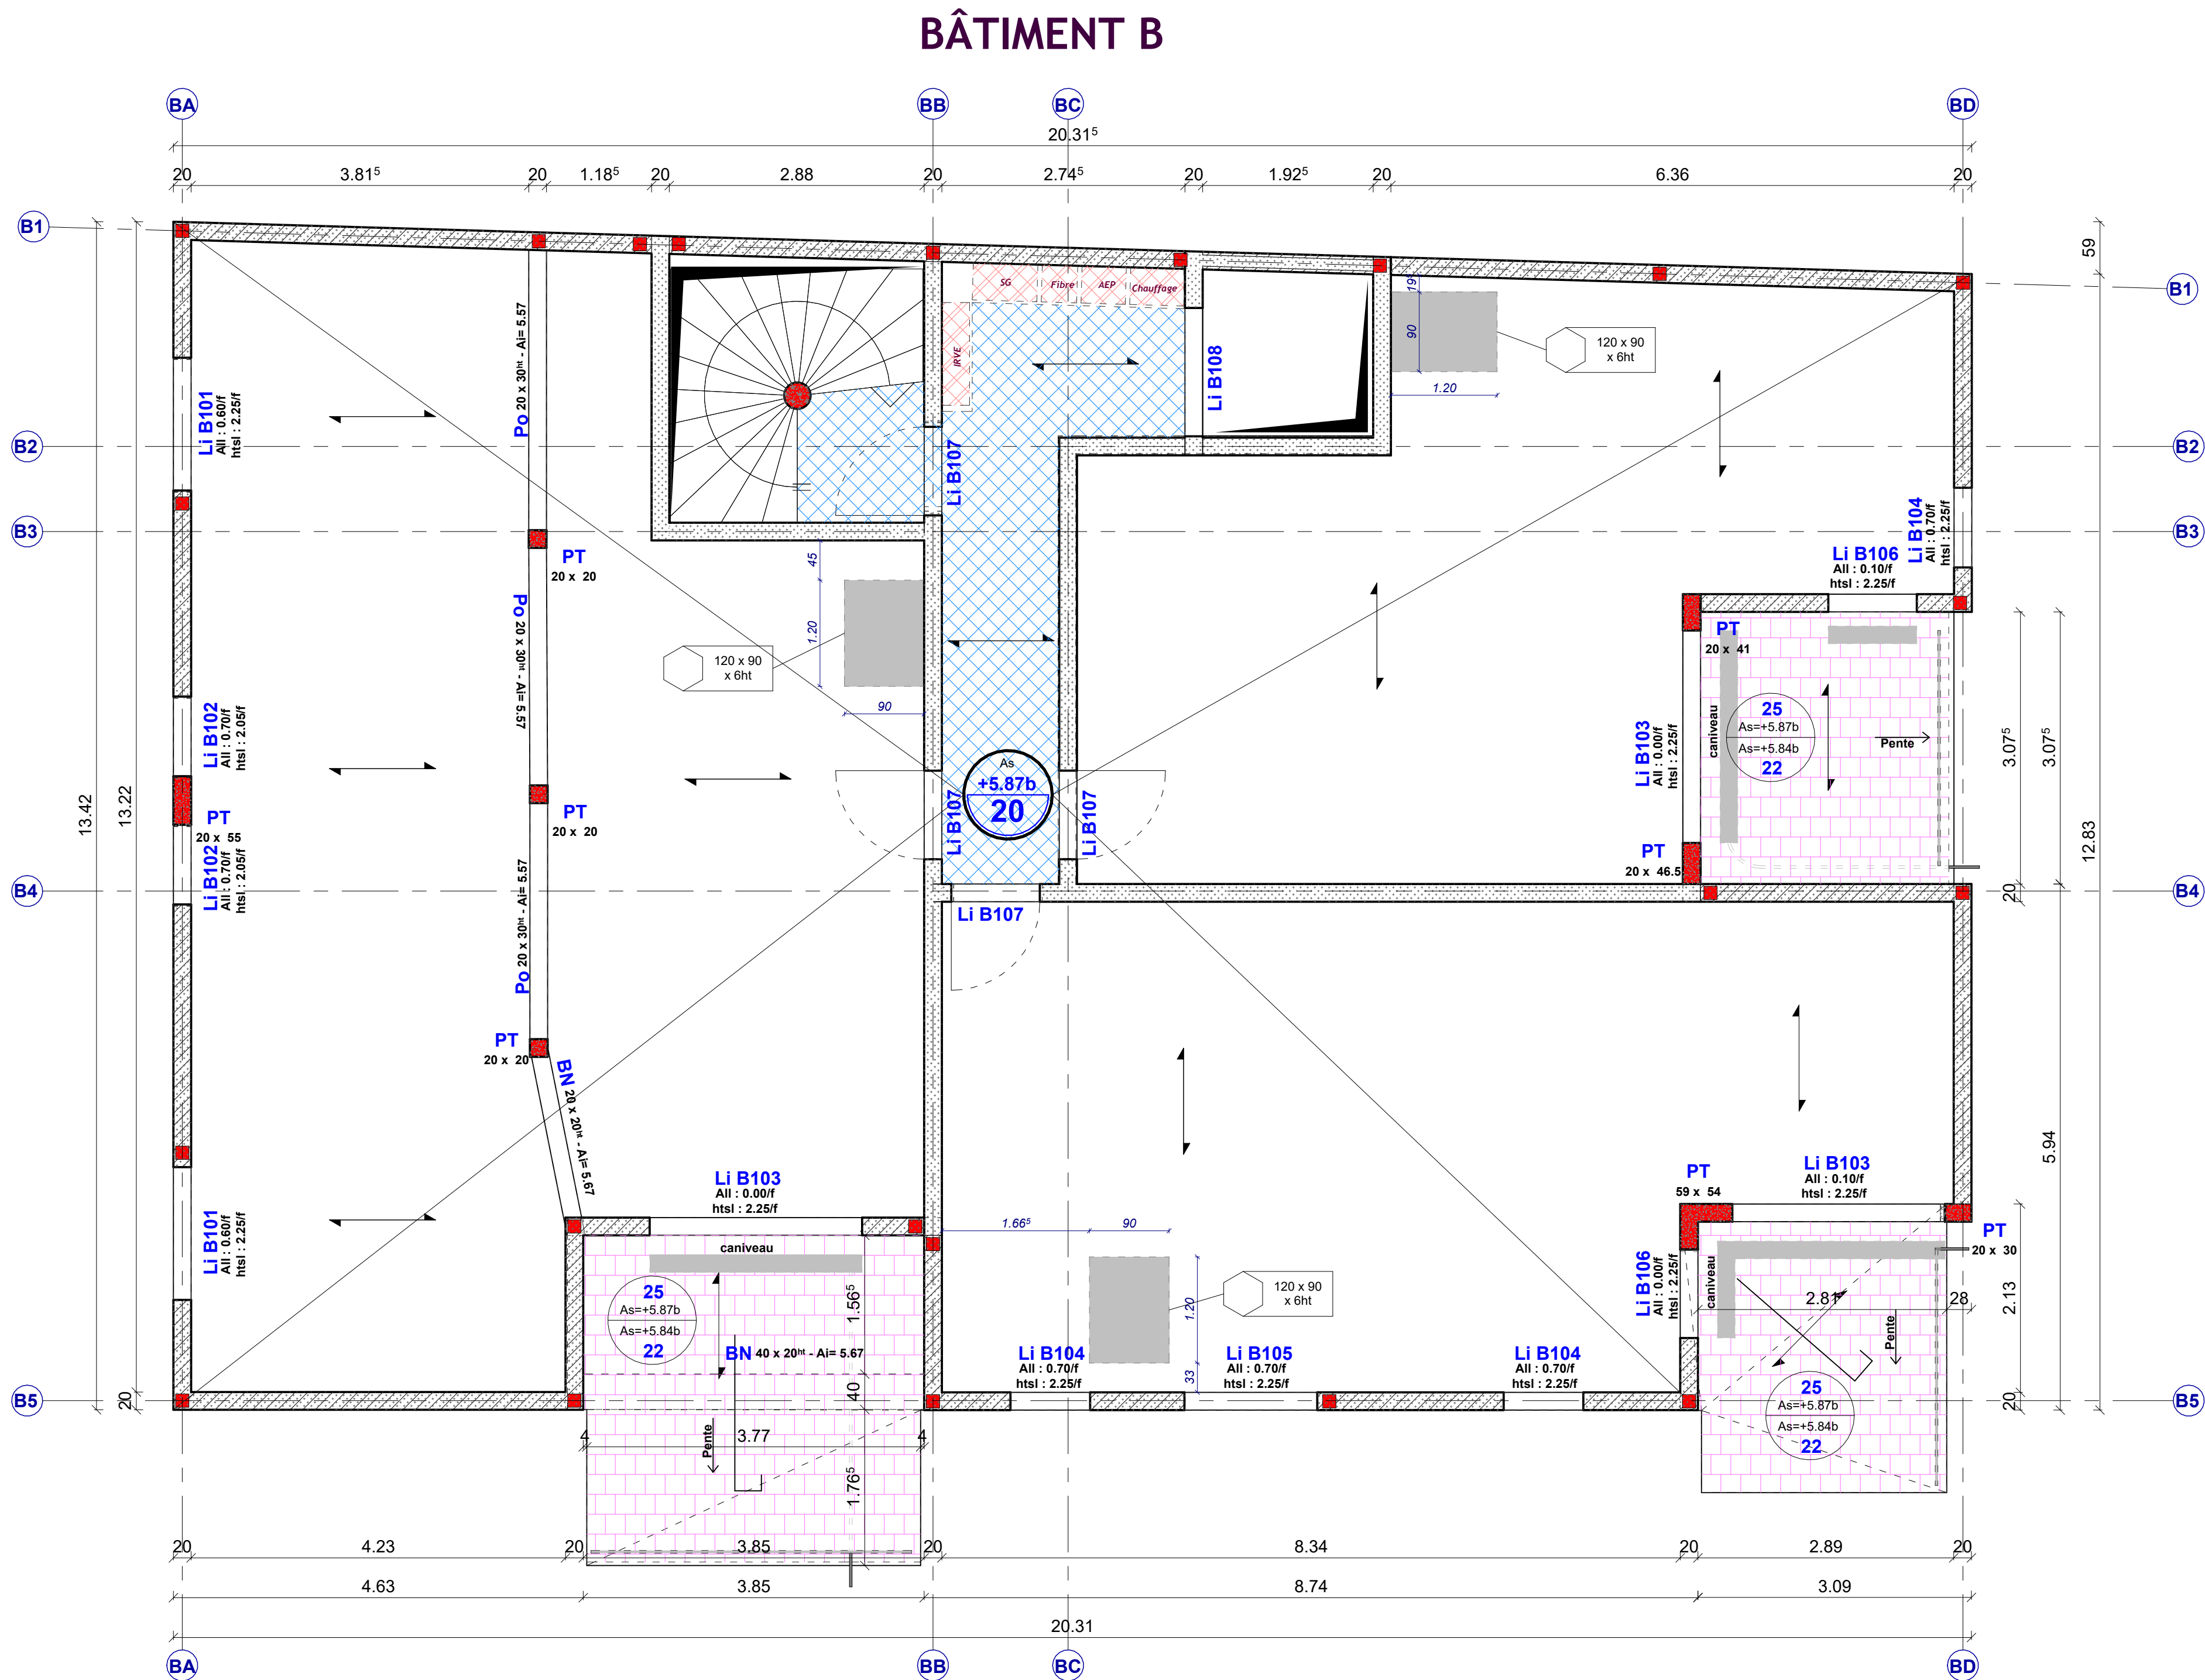 BÂTIMENT B
BA
BB
BC
BD
20.31⁵
20
3.81⁵
20
1.18⁵
20
2.88
20
2.74⁵
20
1.92⁵
20
6.36
20
B1
B1
59
SG
Fibre
AEP
Chauffage
IRVE
19⁵
90
1.20
120 x 90
x 6ht
Po 20 x 30ʰᵗ - Ai= 5.57
Li B101
All : 0.60/f
htsl : 2.25/f
Li B108
B2
B2
Li B107
Li B104
All : 0.70/f
htsl : 2.25/f
B3
B3
PT
20 x 20
45
1.20
90
120 x 90
x 6ht
Li B106
All : 0.10/f
htsl : 2.25/f
Po 20 x 30ʰᵗ - Ai= 5.57
PT
20 x 41
Li B102
All : 0.70/f
htsl : 2.05/f
Li B103
All : 0.00/f
htsl : 2.25/f
caniveau
25
As=+5.87b
As=+5.84b
22
Pente
3.07⁵
3.07⁵
As
+5.87b
20
13.42
13.22
PT
20 x 55
PT
20 x 20
Li B107
Li B107
12.83
Li B102
All : 0.70/f
htsl : 2.05/f
PT
20 x 46.5
B4
B4
20
Li B107
Po 20 x 30ʰᵗ - Ai= 5.57
PT
20 x 20
BN 20 x 20ʰᵗ - Ai= 5.67
5.94
Li B103
All : 0.00/f
htsl : 2.25/f
PT
59 x 54
Li B103
All : 0.10/f
htsl : 2.25/f
Li B101
All : 0.60/f
htsl : 2.25/f
caniveau
1.66⁵
90
PT
20 x 30
25
As=+5.87b
As=+5.84b
22
1.56⁵
1.20
120 x 90
x 6ht
Li B106
All : 0.00/f
htsl : 2.25/f
caniveau
2.81
28
2.13
Pente
BN 40 x 20ʰᵗ - Ai= 5.67
Li B104
All : 0.70/f
htsl : 2.25/f
33
Li B105
All : 0.70/f
htsl : 2.25/f
Li B104
All : 0.70/f
htsl : 2.25/f
B5
20
40
25
As=+5.87b
As=+5.84b
22
20
B5
4
3.77
4
Pente
1.76⁵
20
4.23
20
3.85
20
8.34
20
2.89
20
4.63
3.85
8.74
3.09
20.31
BA
BB
BC
BD